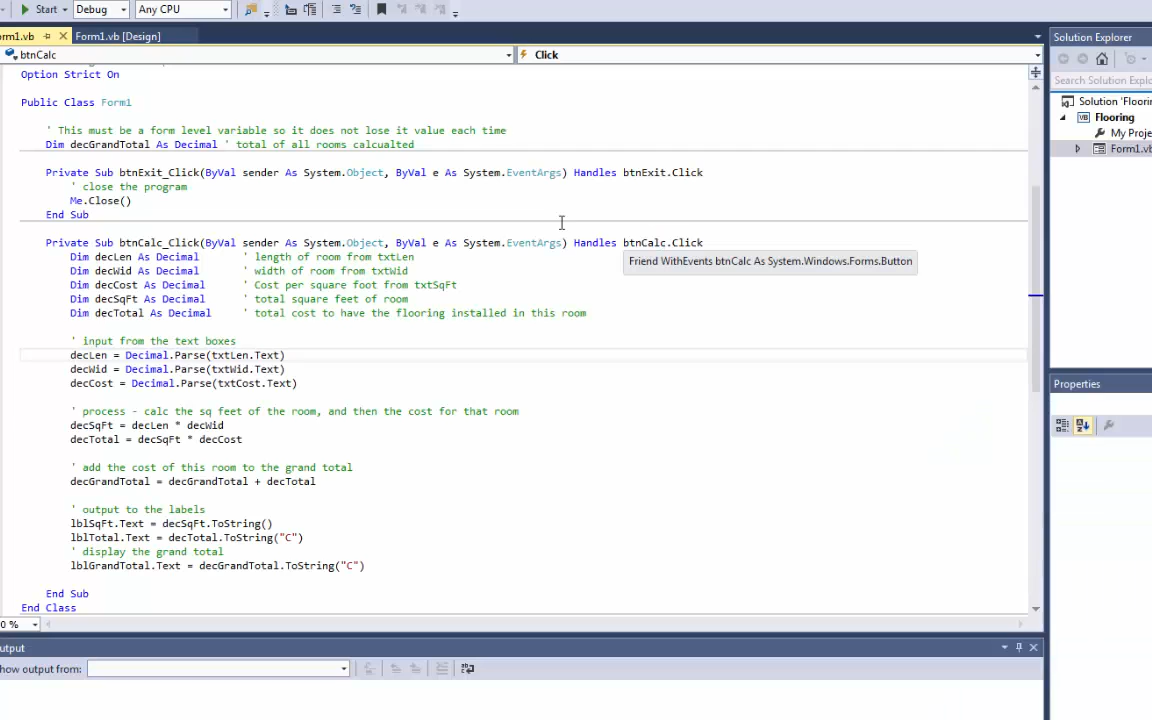 Start Debug Any CPU
Form1.vb [Design]
btnCalc Click
Option Strict On
Public Class Form1
' This must be a form level variable so it does not lose it value each time
Dim decGrandTotal As Decimal ' total of all rooms calcualted
Private Sub btnExit_Click(ByVal sender As System.Object, ByVal e As System.EventArgs) Handles btnExit.Click
' close the program
Me.Close()
End Sub
Private Sub btnCalc_Click(ByVal sender As System.Object, ByVal e As System.EventArgs) Handles btnCalc.Click
Dim decLen As Decimal ' length of room from txtLen
Dim decWid As Decimal ' width of room from txtWid
Dim decCost As Decimal ' Cost per square foot from txtSqFt
Dim decSqFt As Decimal ' total square feet of room
Dim decTotal As Decimal ' total cost to have the flooring installed in this room
Friend WithEvents btnCalc As System.Windows.Forms.Button
' input from the text boxes
decLen = Decimal.Parse(txtLen.Text)
decWid = Decimal.Parse(txtWid.Text)
decCost = Decimal.Parse(txtCost.Text)
' process - calc the sq feet of the room, and then the cost for that room
decSqFt = decLen * decWid
decTotal = decSqFt * decCost
' add the cost of this room to the grand total
decGrandTotal = decGrandTotal + decTotal
' output to the labels
lblSqFt.Text = decSqFt.ToString()
lblTotal.Text = decTotal.ToString("C")
' display the grand total
lblGrandTotal.Text = decGrandTotal.ToString("C")
End Sub
End Class
0 %
utput
how output from:
Solution Explorer
Search Solution Explo
Solution 'Floorin
Flooring
My Proje
Form1.vb
Properties